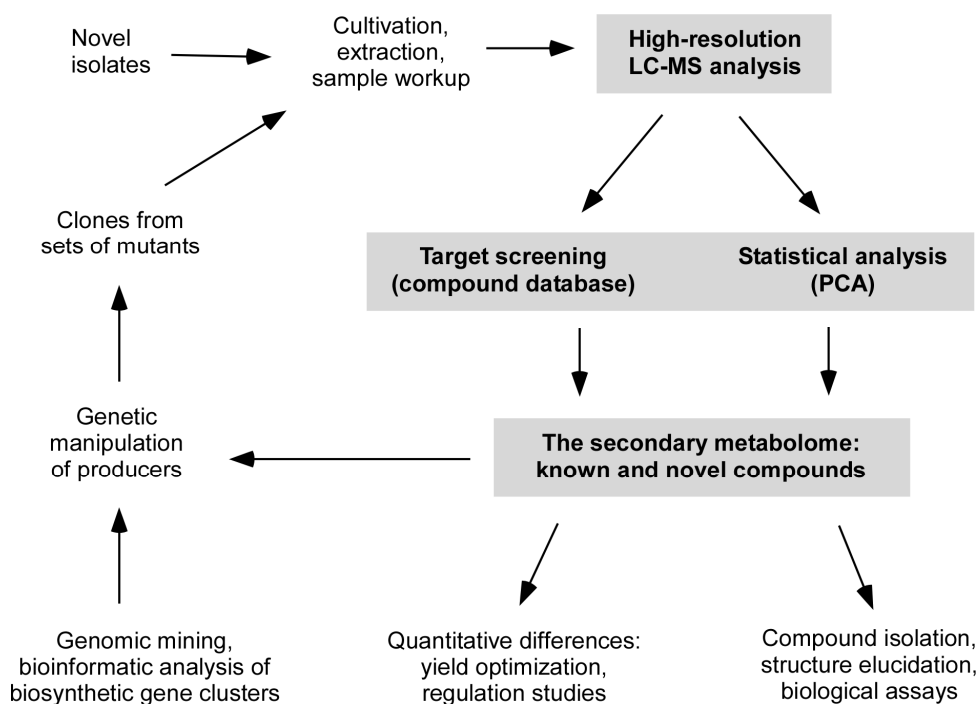 Novel
isolates
Cultivation,
extraction,
sample workup
High-resolution
LC-MS analysis
Clones from
sets of mutants
Target screening
(compound database)
Statistical analysis
(PCA)
Genetic
manipulation
of producers
The secondary metabolome:
known and novel compounds
Genomic mining,
bioinformatic analysis of
biosynthetic gene clusters
Quantitative differences:
yield optimization,
regulation studies
Compound isolation,
structure elucidation,
biological assays